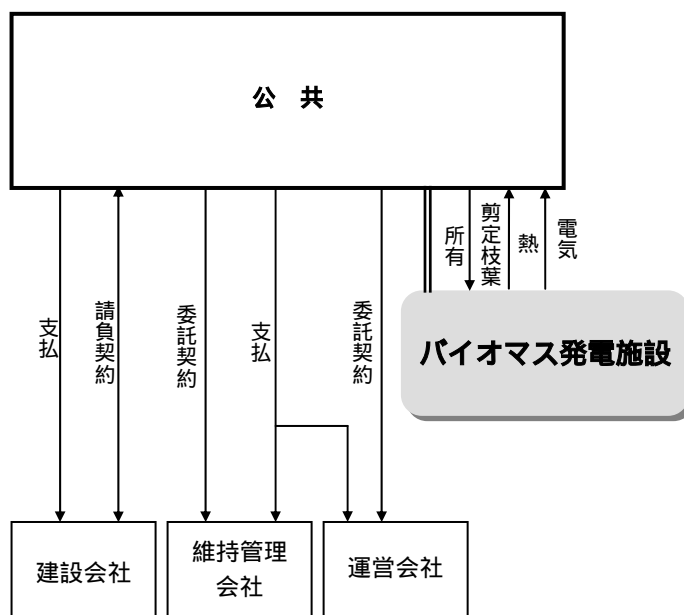 公 共
支払
請負契約
委託契約
支払
委託契約
所有
剪定枝葉
熱
電気
バイオマス発電施設
建設会社
維持管理
会社
運営会社